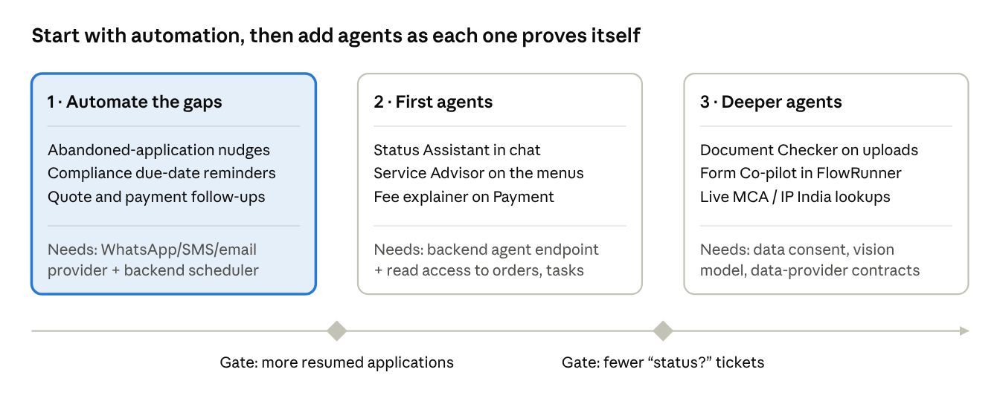 Start with automation, then add agents as each one proves itself
1 · Automate the gaps
Abandoned-application nudges
Compliance due-date reminders
Quote and payment follow-ups
Needs: WhatsApp/SMS/email
provider + backend scheduler
2 · First agents
Status Assistant in chat
Service Advisor on the menus
Fee explainer on Payment
Needs: backend agent endpoint
+ read access to orders, tasks
3 · Deeper agents
Document Checker on uploads
Form Co-pilot in FlowRunner
Live MCA / IP India lookups
Needs: data consent, vision
model, data-provider contracts
Gate: more resumed applications
Gate: fewer “status?” tickets